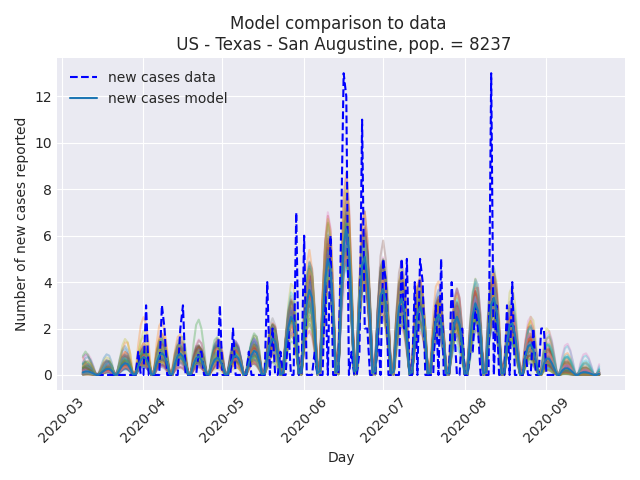 Model comparison to data
US - Texas - San Augustine, pop. = 8237
new cases data
new cases model
Number of new cases reported
12
10
8
6
4
2
0
2020-03
2020-04
2020-05
2020-06
2020-07
2020-08
2020-09
Day